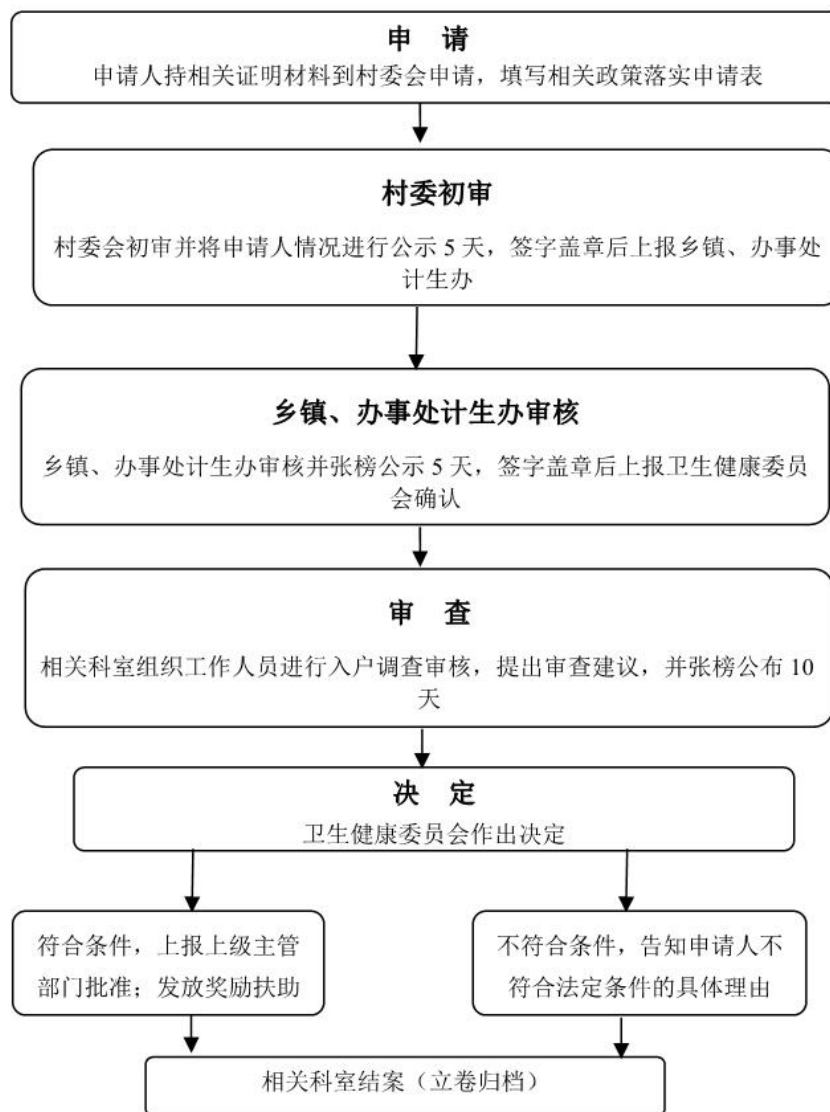 申 请
申请人持相关证明材料到村委会申请，填写相关政策落实申请表
村委初审
村委会初审并将申请人情况进行公示 5 天，签字盖章后上报乡镇、办事处
计生办
乡镇、办事处计生办审核
乡镇、办事处计生办审核并张榜公示 5 天，签字盖章后上报卫生健康委员
会确认
审 查
相关科室组织工作人员进行入户调查审核，提出审查建议，并张榜公布 10
天
决 定
卫生健康委员会作出决定
符合条件，上报上级主管
部门批准；发放奖励扶助
不符合条件，告知申请人不
符合法定条件的具体理由
相关科室结案（立卷归档）